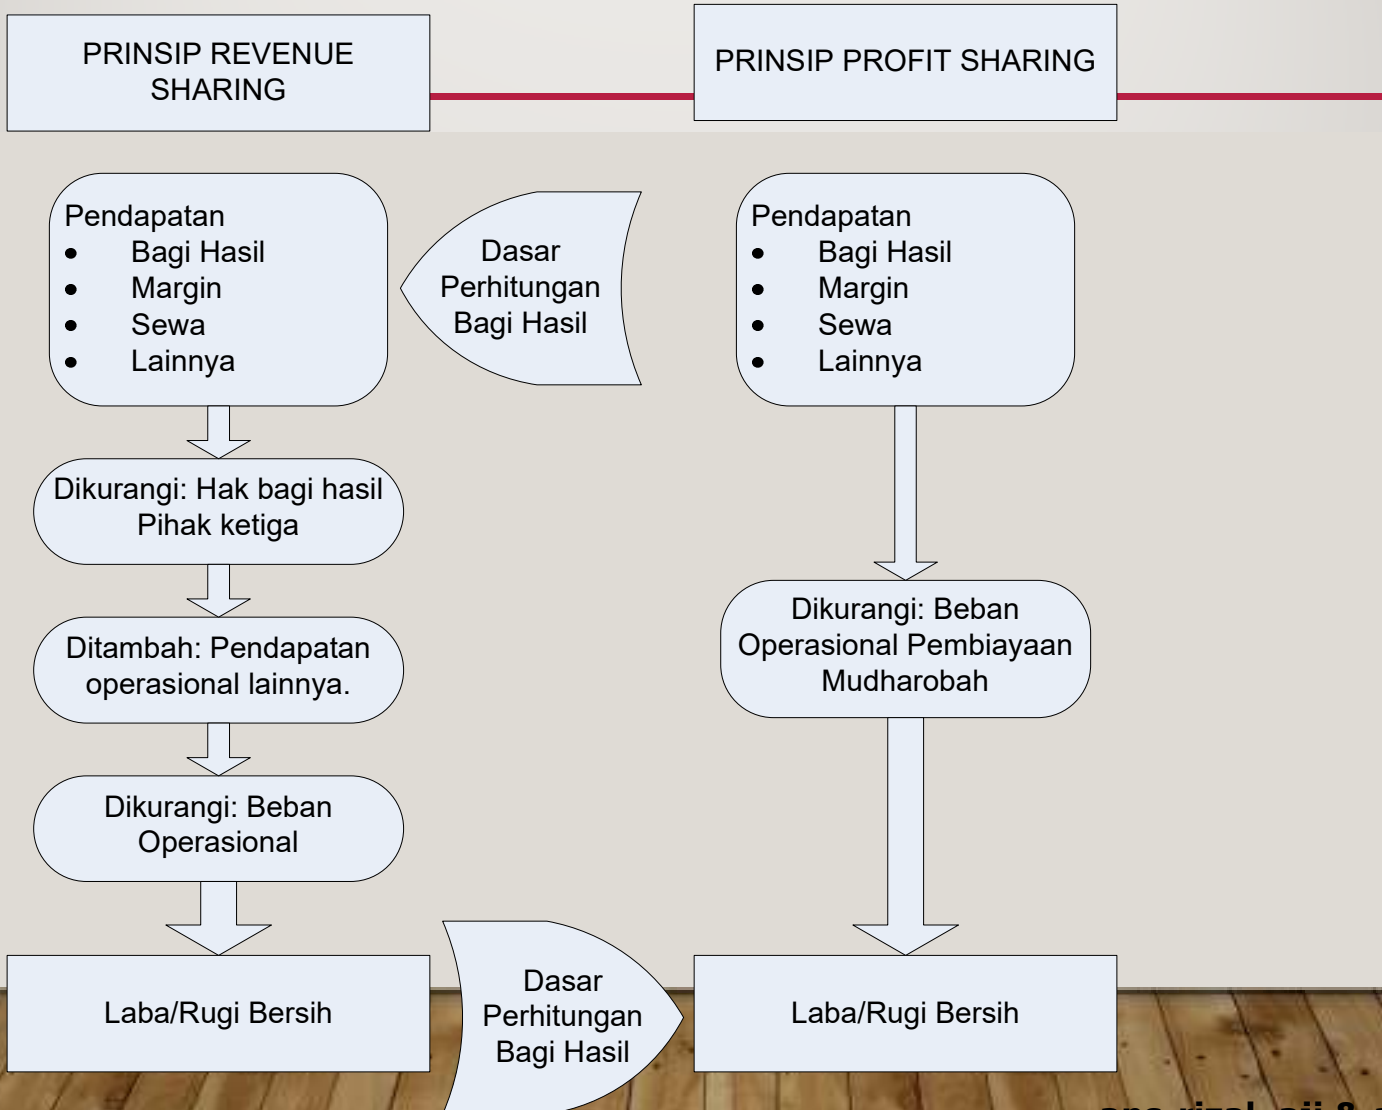 PRINSIP REVENUE
SHARING
PRINSIP PROFIT SHARING
Pendapatan
• Bagi Hasil
• Margin
• Sewa
• Lainnya
Dasar
Perhitungan
Bagi Hasil
Pendapatan
• Bagi Hasil
• Margin
• Sewa
• Lainnya
Dikurangi: Hak bagi hasil
Pihak ketiga
Ditambah: Pendapatan
operasional lainnya.
Dikurangi: Beban
Operasional Pembiayaan
Mudharobah
Dikurangi: Beban
Operasional
Laba/Rugi Bersih
Dasar
Perhitungan
Bagi Hasil
Laba/Rugi Bersih